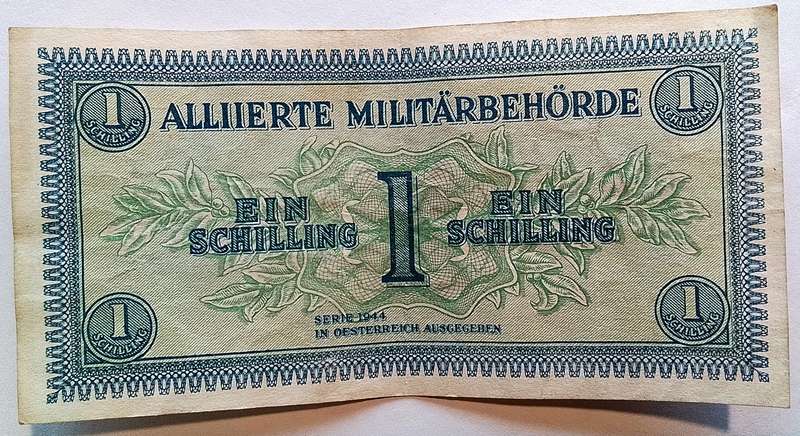 1 SCHILLING
ALLIIERTE MILITÄRBEHÖRDE
1 SCHILLING
EIN
SCHILLING
1
EIN
SCHILLING
SERIE 1944
IN OESTERREICH AUSGEGEBEN
1 SCHILLING
1 SCHILLING